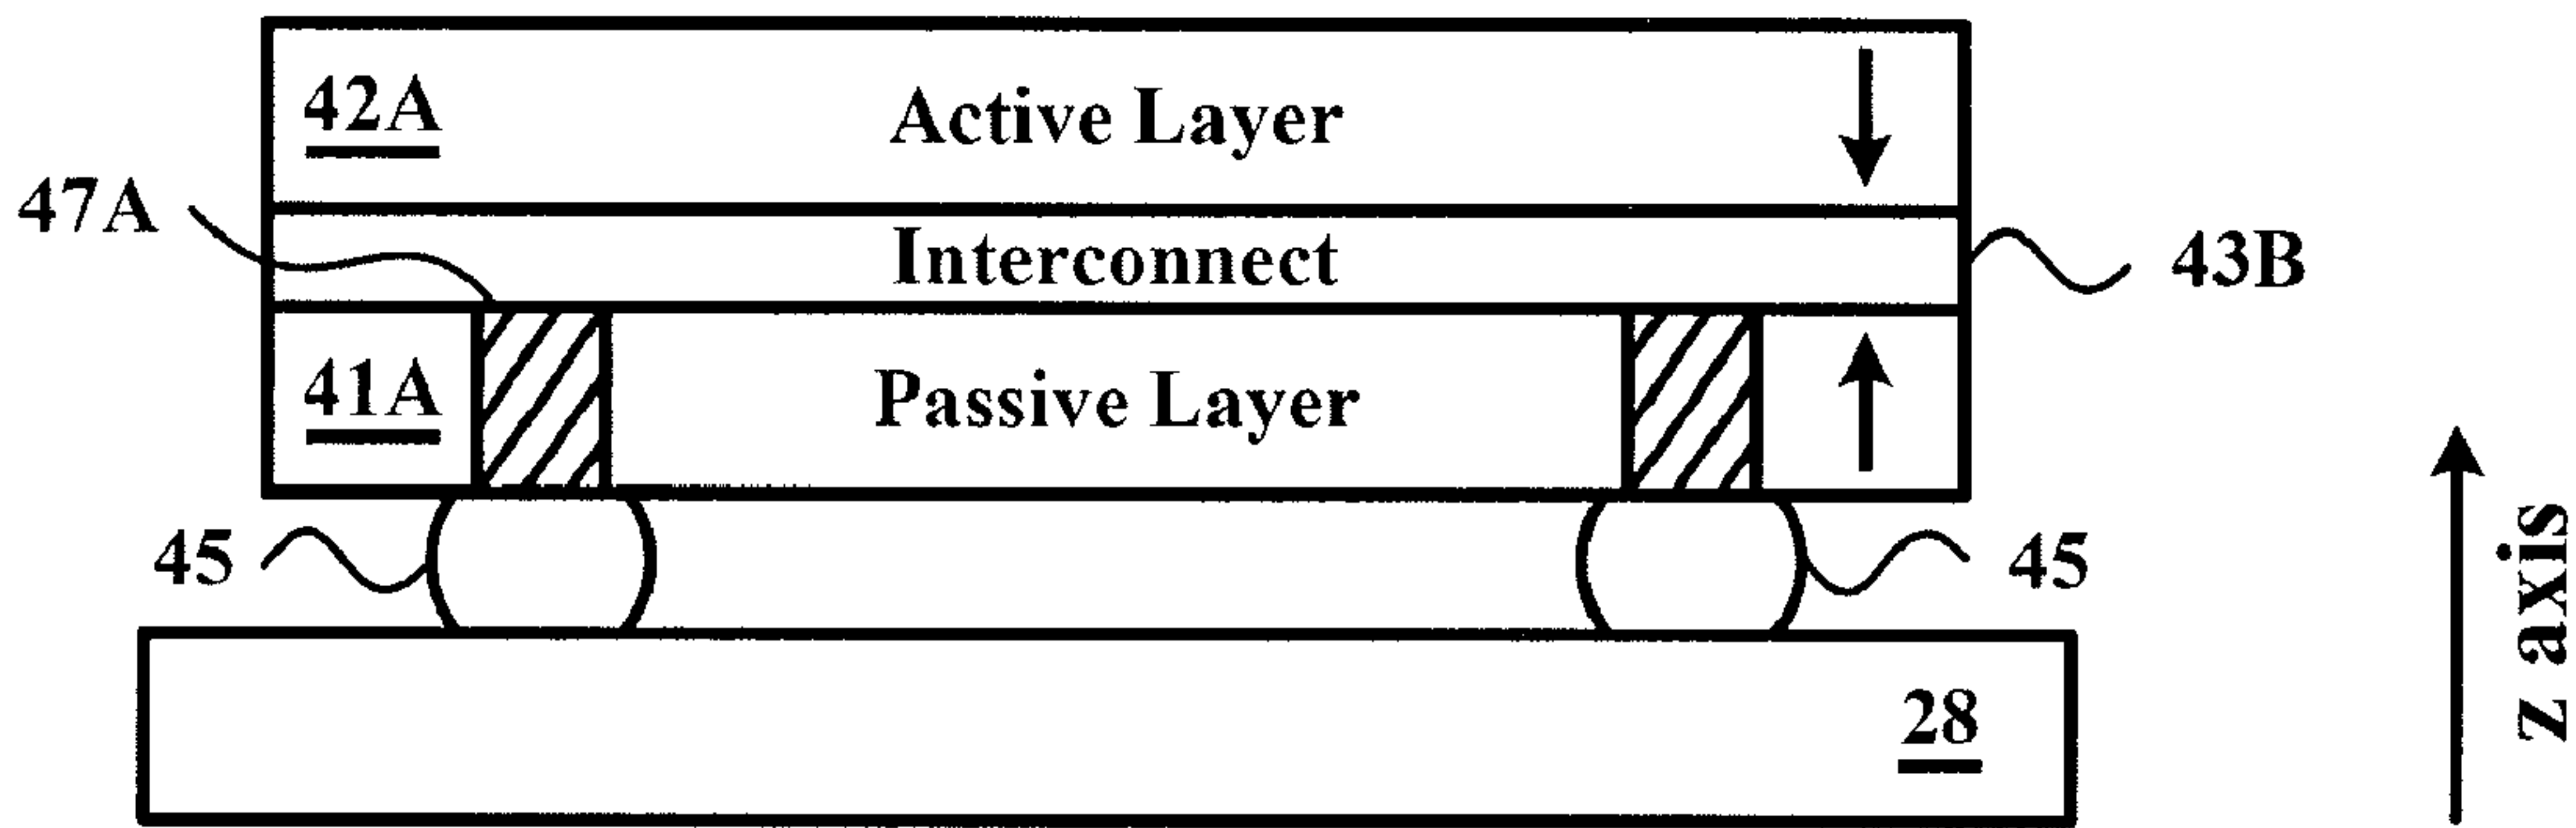 42A
Active Layer
47A
Interconnect
43B
41A
Passive Layer
45
45
28
z axis